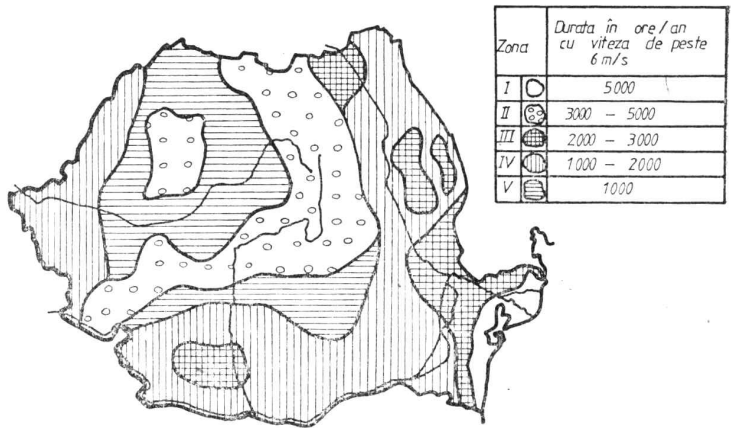 Zona
Durata în ore/an
cu viteza de peste
6 m/s
I 5000
II 3000 – 5000
III 2000 – 3000
IV 1000 – 2000
V 1000